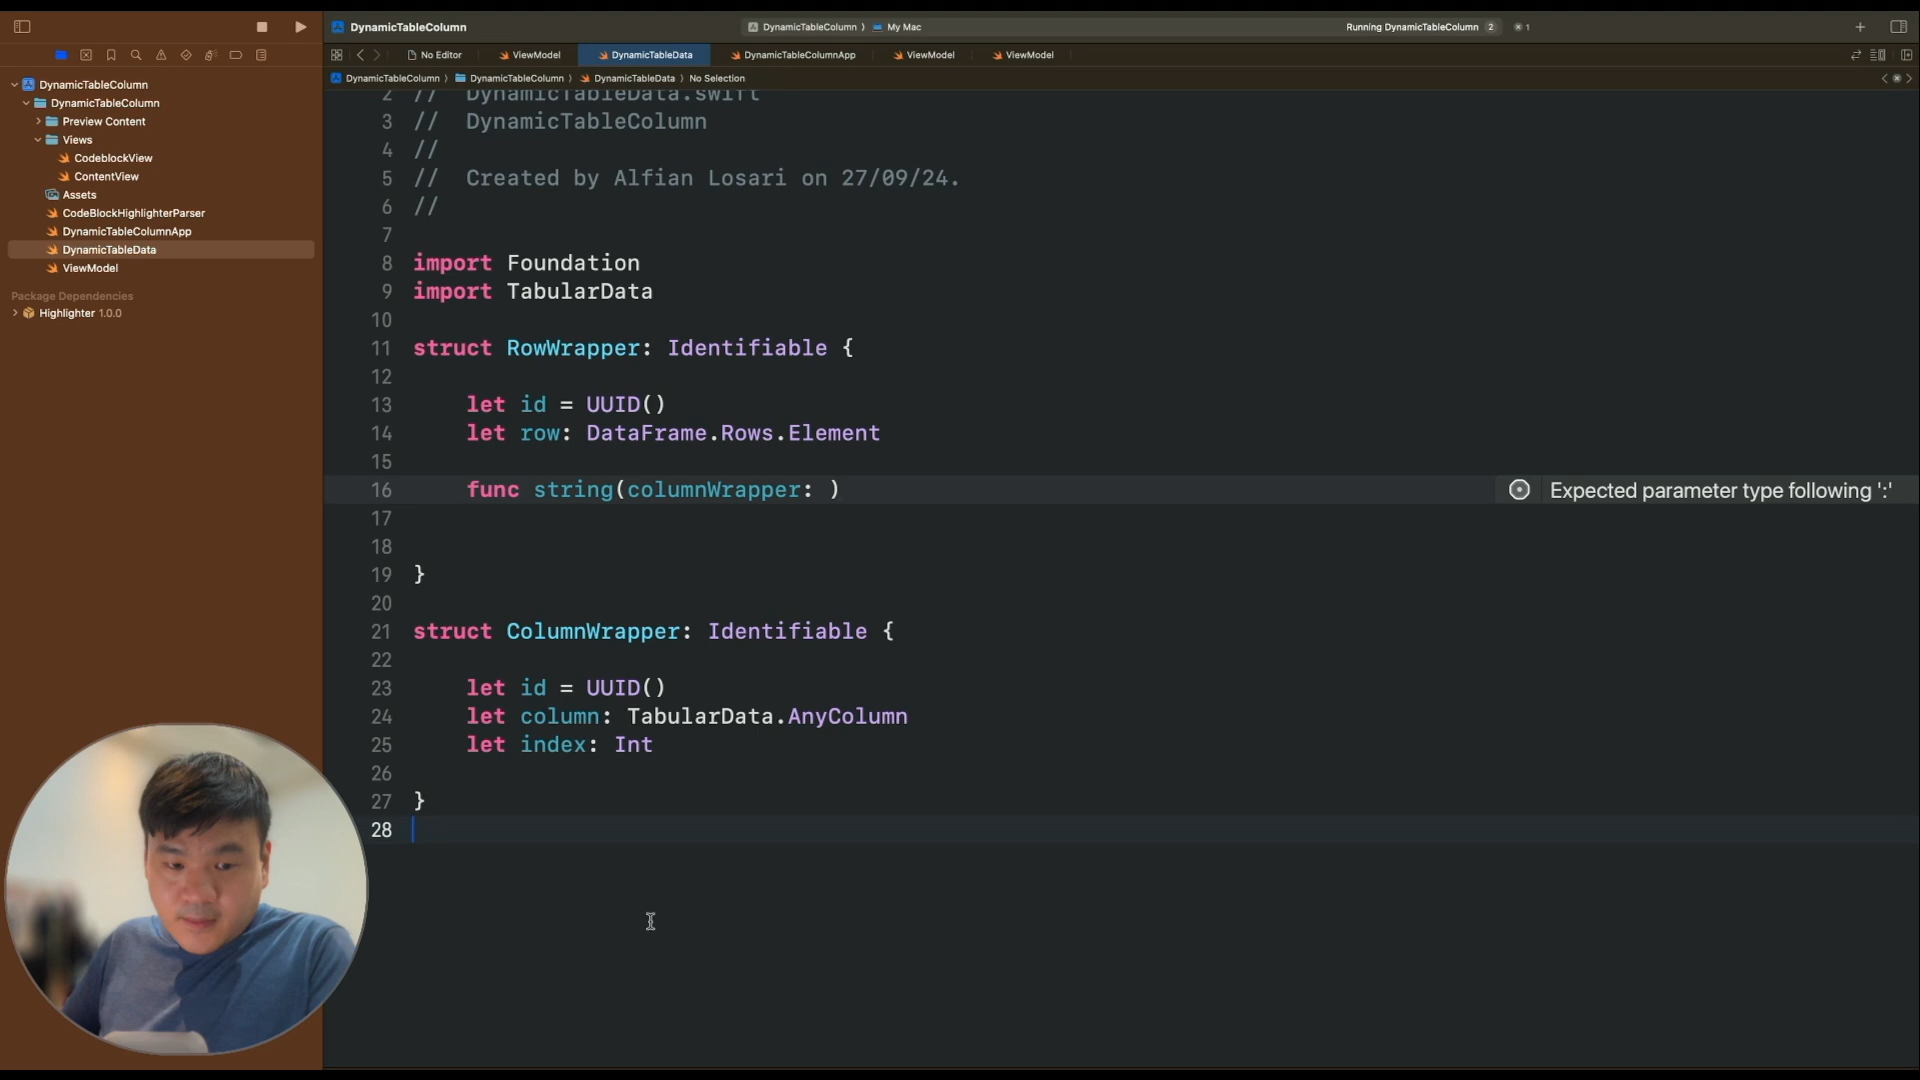 DynamicTableColumn
DynamicTableColumn 〉 My Mac
Running DynamicTableColumn 2
1
No Editor
ViewModel
DynamicTableData
DynamicTableColumnApp
ViewModel
ViewModel
DynamicTableColumn 〉 DynamicTableColumn 〉 DynamicTableData 〉 No Selection
DynamicTableColumn
DynamicTableColumn
Preview Content
Views
CodeblockView
ContentView
Assets
CodeBlockHighlighterParser
DynamicTableColumnApp
DynamicTableData
ViewModel
Package Dependencies
Highlighter 1.0.0
2 // DynamicTableData.swift
3 // DynamicTableColumn
4 //
5 // Created by Alfian Losari on 27/09/24.
6 //
7
8 import Foundation
9 import TabularData
10
11 struct RowWrapper: Identifiable {
12
13 let id = UUID()
14 let row: DataFrame.Rows.Element
15
16 func string(columnWrapper: )
Expected parameter type following ':'
17
18
19 }
20
21 struct ColumnWrapper: Identifiable {
22
23 let id = UUID()
24 let column: TabularData.AnyColumn
25 let index: Int
26
27 }
28